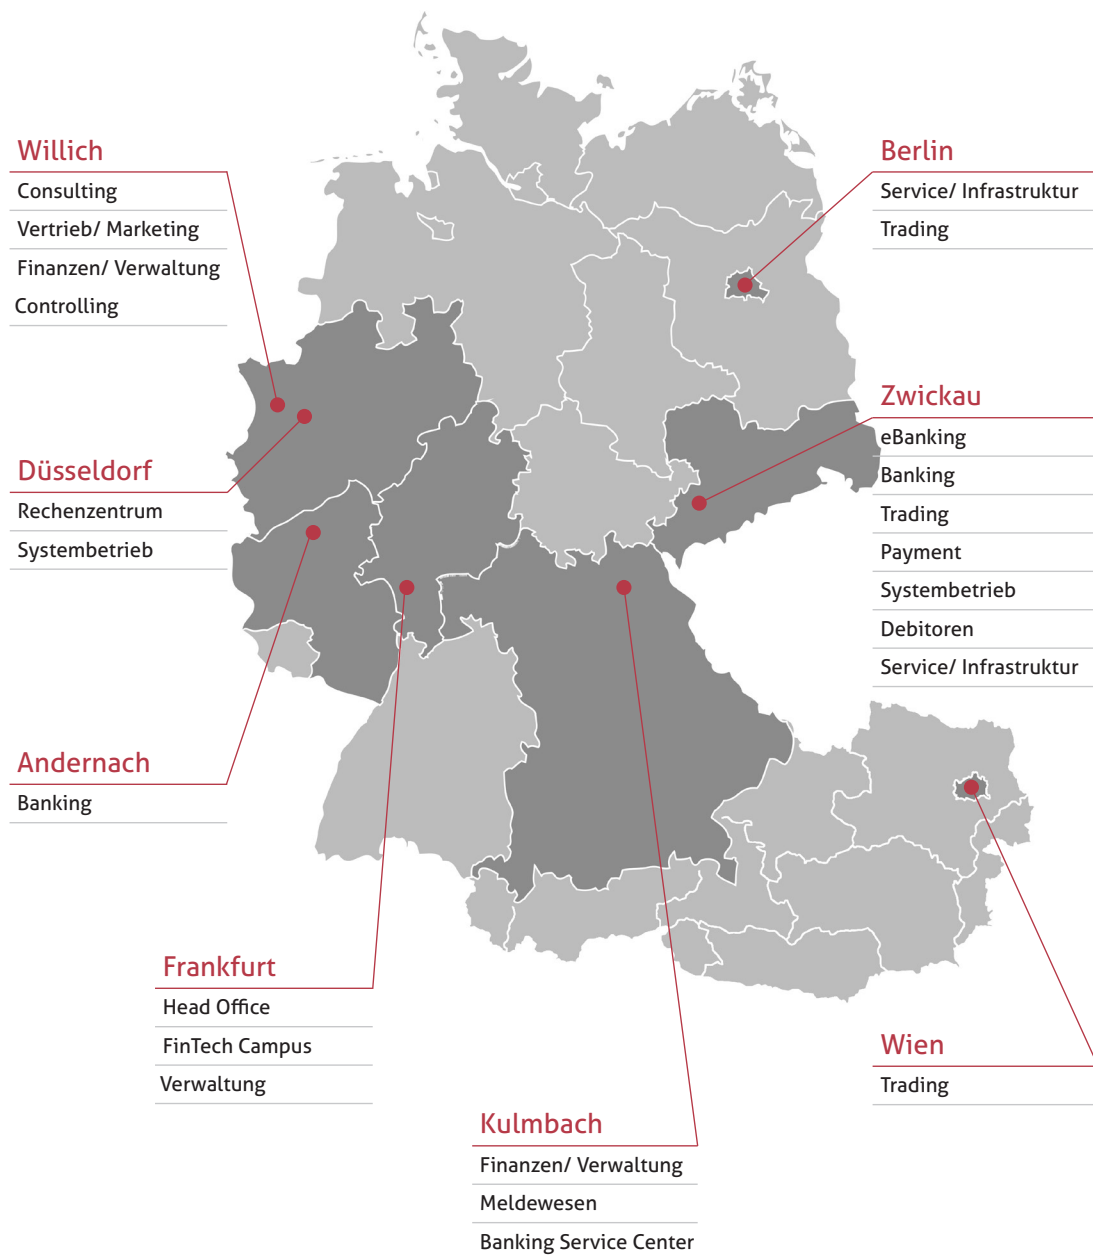 Willich
Consulting
Vertrieb/ Marketing
Finanzen/ Verwaltung
Controlling
Düsseldorf
Rechenzentrum
Systembetrieb
Andernach
Banking
Frankfurt
Head Office
FinTech Campus
Verwaltung
Kulmbach
Finanzen/ Verwaltung
Meldewesen
Banking Service Center
Berlin
Service/ Infrastruktur
Trading
Zwickau
eBanking
Banking
Trading
Payment
Systembetrieb
Debitoren
Service/ Infrastruktur
Wien
Trading